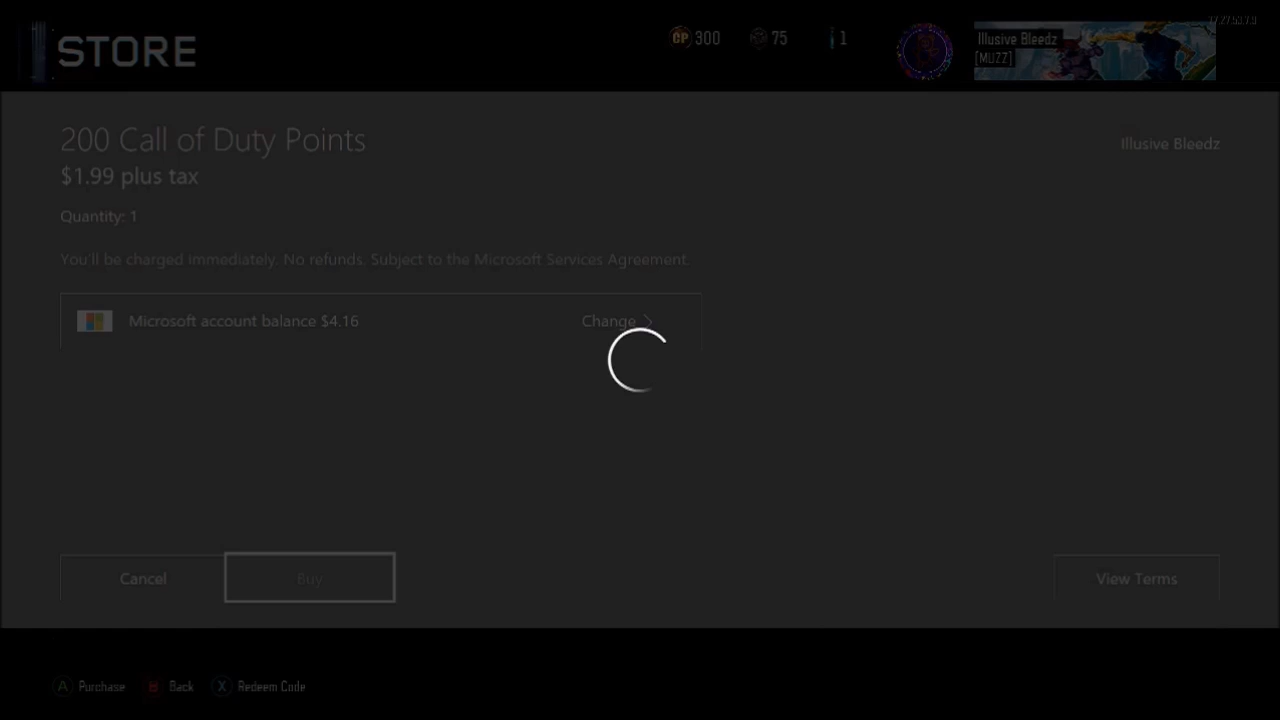 STORE
CP 300
75
1
Illusive Bleedz
[MUZZ]
200 Call of Duty Points
Illusive Bleedz
$1.99 plus tax
Quantity: 1
You'll be charged immediately. No refunds. Subject to the Microsoft Services Agreement.
Microsoft account balance $4.16
Change
Cancel
Buy
View Terms
A Purchase
B Back
X Redeem Code